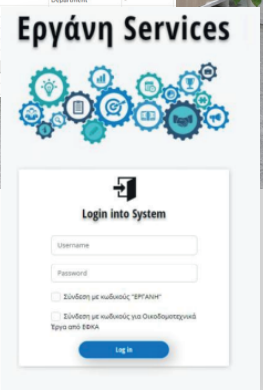 Department
Εργάνη Services
Login into System
Username
Password
Σύνδεση με κωδικούς "ΕΡΓΑΝΗ"
Σύνδεση με κωδικούς για Οικοδομοτεχνικά
Έργα από ΕΦΚΑ
Log in